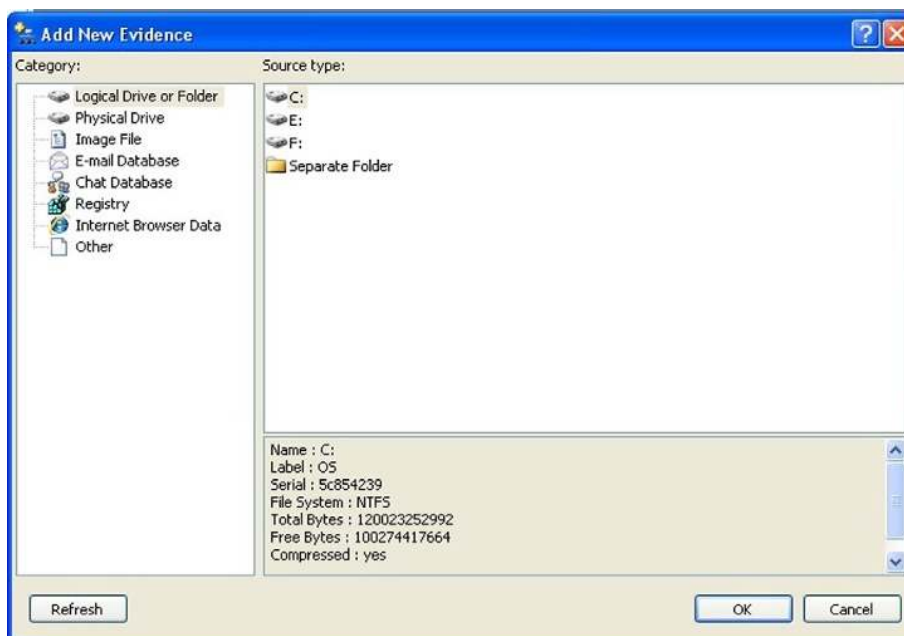 Add New Evidence
Category:
Source type:
Logical Drive or Folder
Physical Drive
Image File
E-mail Database
Chat Database
Registry
Internet Browser Data
Other
C:
E:
F:
Separate Folder
Name : C:
Label : OS
Serial : 5c854239
File System : NTFS
Total Bytes : 120023252992
Free Bytes : 100274417664
Compressed : yes
Refresh
OK
Cancel